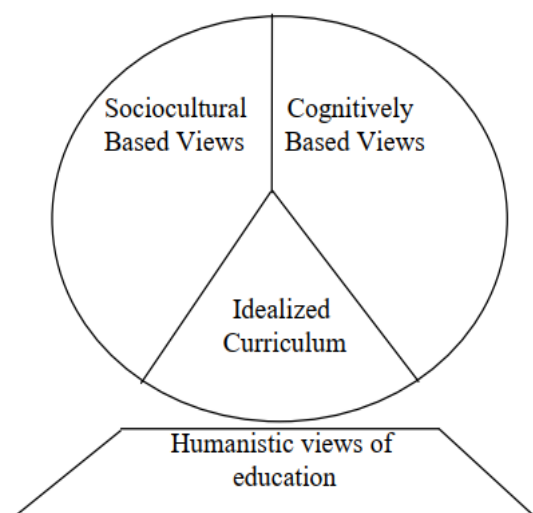 Sociocultural
Based Views
Cognitively
Based Views
Idealized
Curriculum
Humanistic views of
education